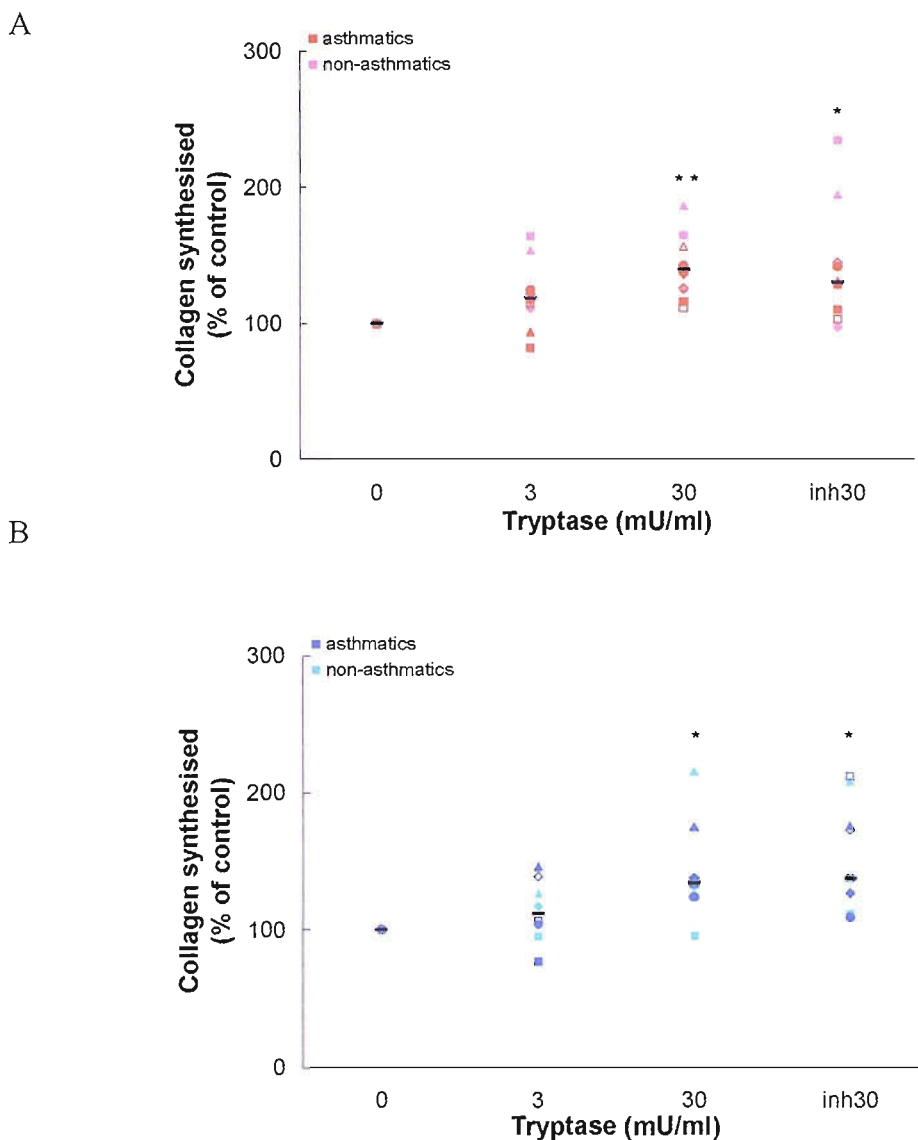 A
300
asthmatics
non-asthmatics
*
* *
200
100
0
Collagen synthesised
(% of control)
0 3 30 inh30
Tryptase (mU/ml)
B
asthmatics
300
non-asthmatics
* *
200
100
0
Collagen synthesised
(% of control)
0 3 30 inh30
Tryptase (mU/ml)